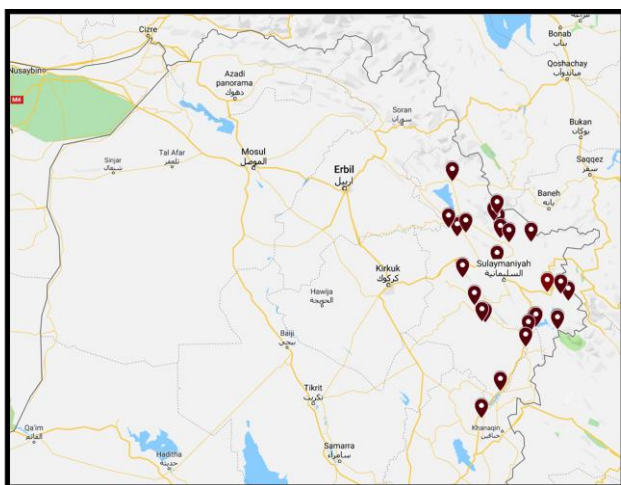 Cizre
Bonab
بناب
Nusaybin
Qoshachay
میاندوآب
Azadi
panorama
دهوك
M4
Soran
سوران
Bukan
بوکان
Sinjar
Tal Afar
تلعفر
Mosul
الموصل
Erbil
اربيل
Saqqez
سقز
Baneh
بانه
Kirkuk
كركوك
Sulaymaniyah
السليمانية
Hawija
الحويجة
Baiji
بيجي
Tikrit
تكريت
Qa'im
القائم
Haditha
حديثة
Samarra
سامراء
Khanaqin
خانقين